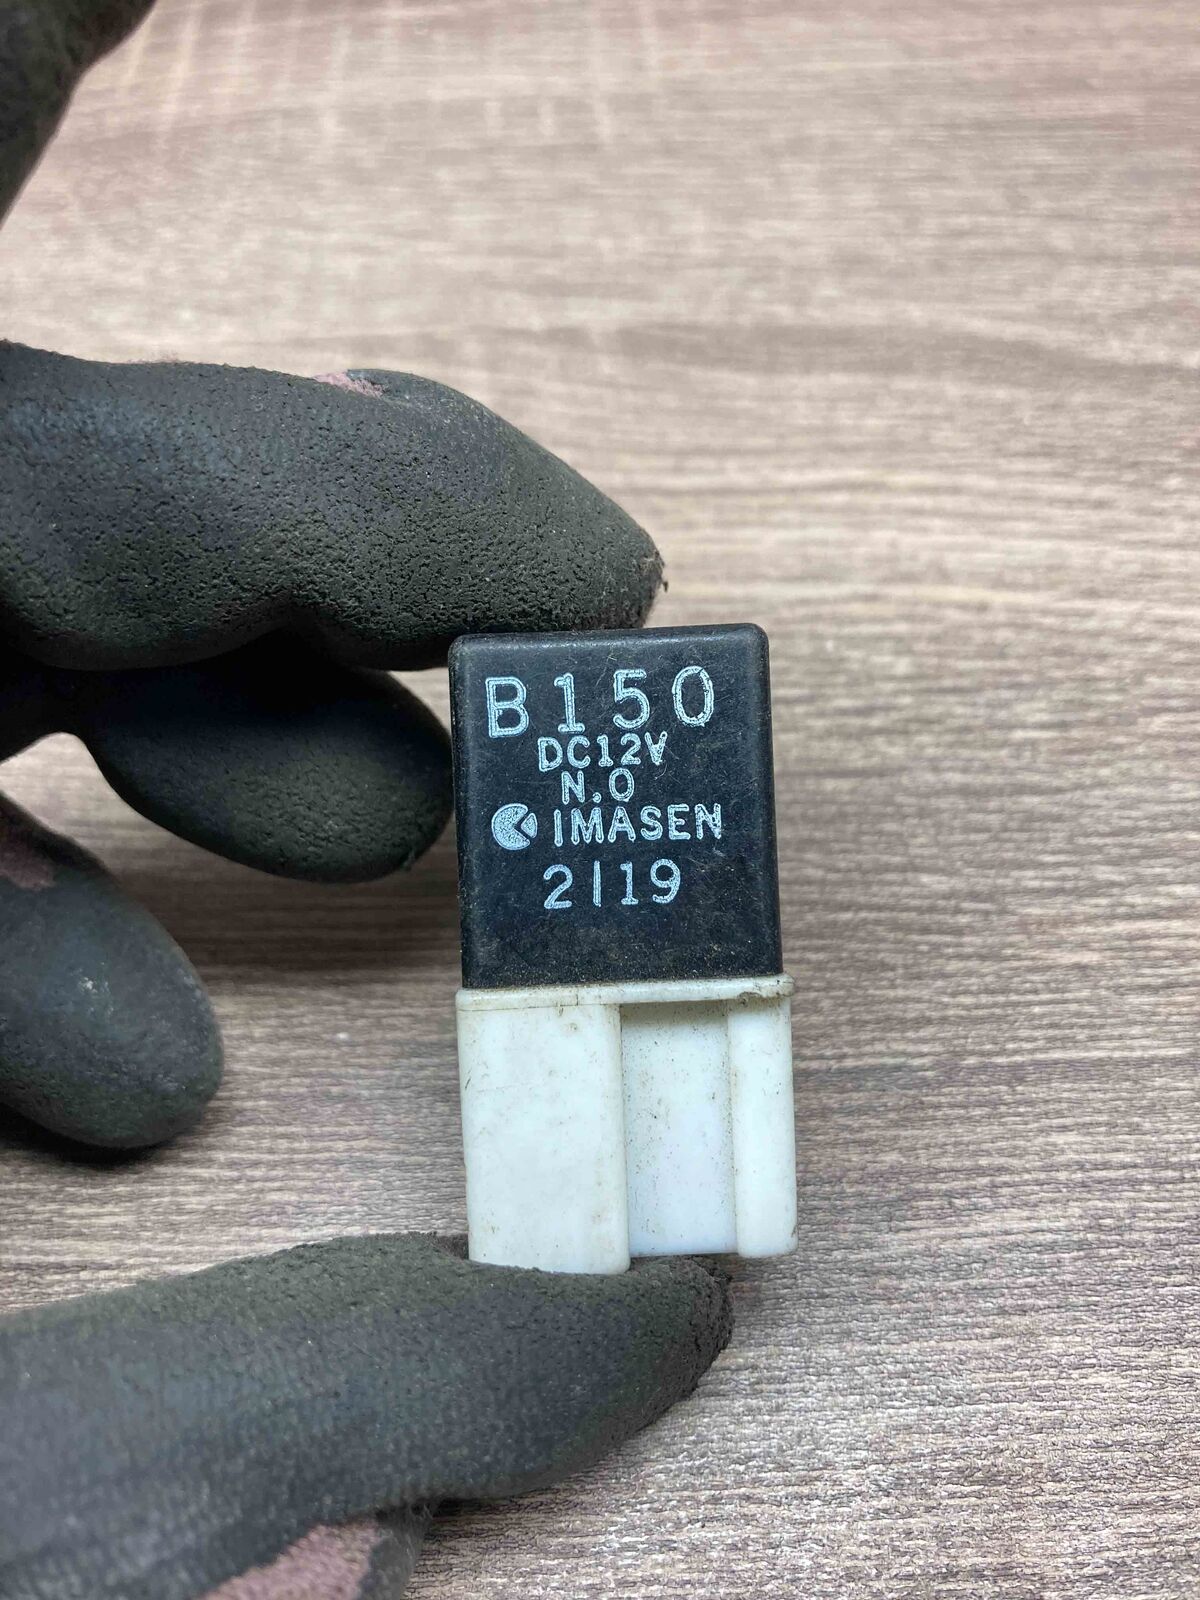 B150
DC12V
N.O
IMASEN
2119